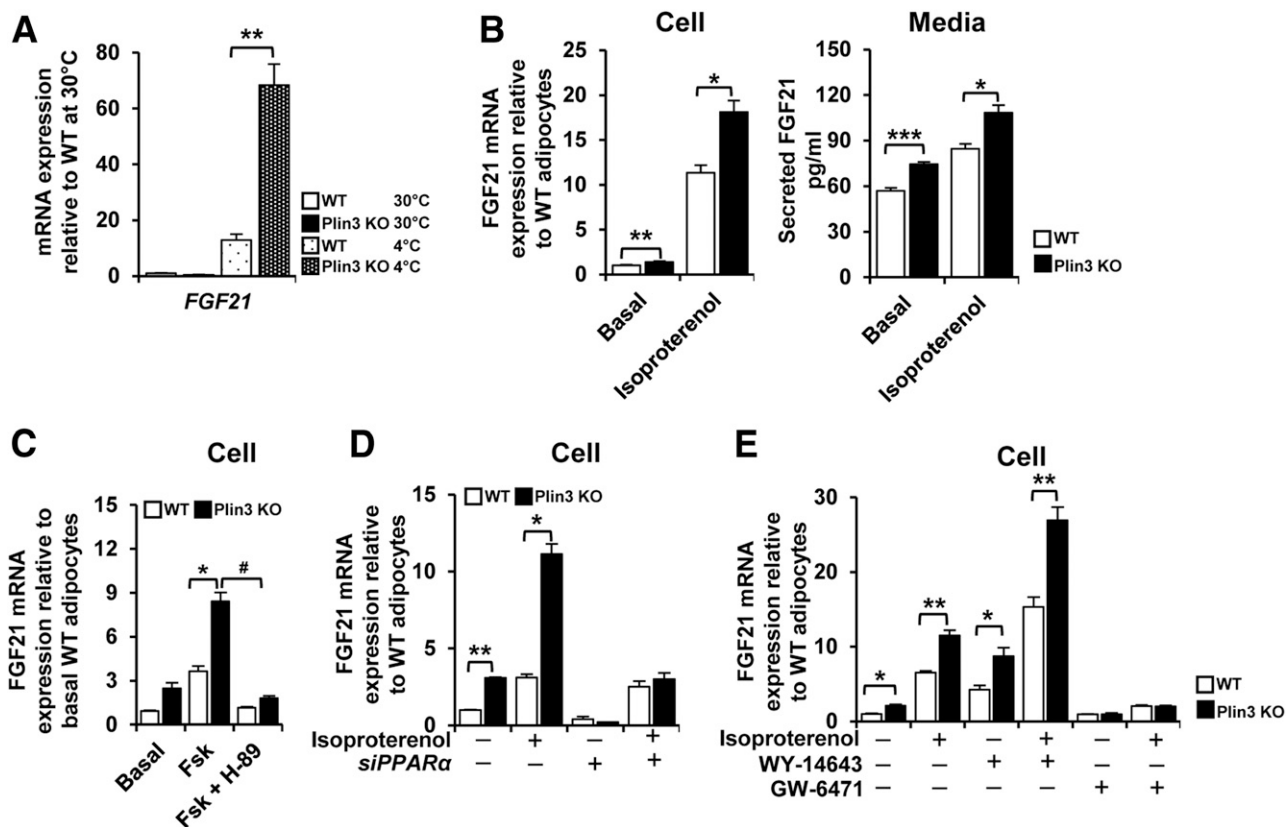 A
mRNA expression
relative to WT at 30°C
80
60
40
20
0
**
FGF21
WT 30°C
Plin3 KO 30°C
WT 4°C
Plin3 KO 4°C
B
Cell
FGF21 mRNA
expression relative
to WT adipocytes
25
20
15
10
5
0
**
*
Basal
Isoproterenol
Media
Secreted FGF21
pg/ml
150
120
90
60
30
0
***
*
Basal
Isoproterenol
WT
Plin3 KO
C
Cell
WT Plin3 KO
FGF21 mRNA
expression relative to
basal WT adipocytes
15
12
9
6
3
0
* #
Basal
Fsk
Fsk + H-89
D
Cell
WT Plin3 KO
FGF21 mRNA
expression relative
to WT adipocytes
15
10
5
0
**
*
Isoproterenol – + – +
siPPARα – – + +
E
Cell
FGF21 mRNA
expression relative
to WT adipocytes
30
20
10
0
*
**
*
**
WT
Plin3 KO
Isoproterenol – + – + – +
WY-14643 – – + + – –
GW-6471 – – – – + +